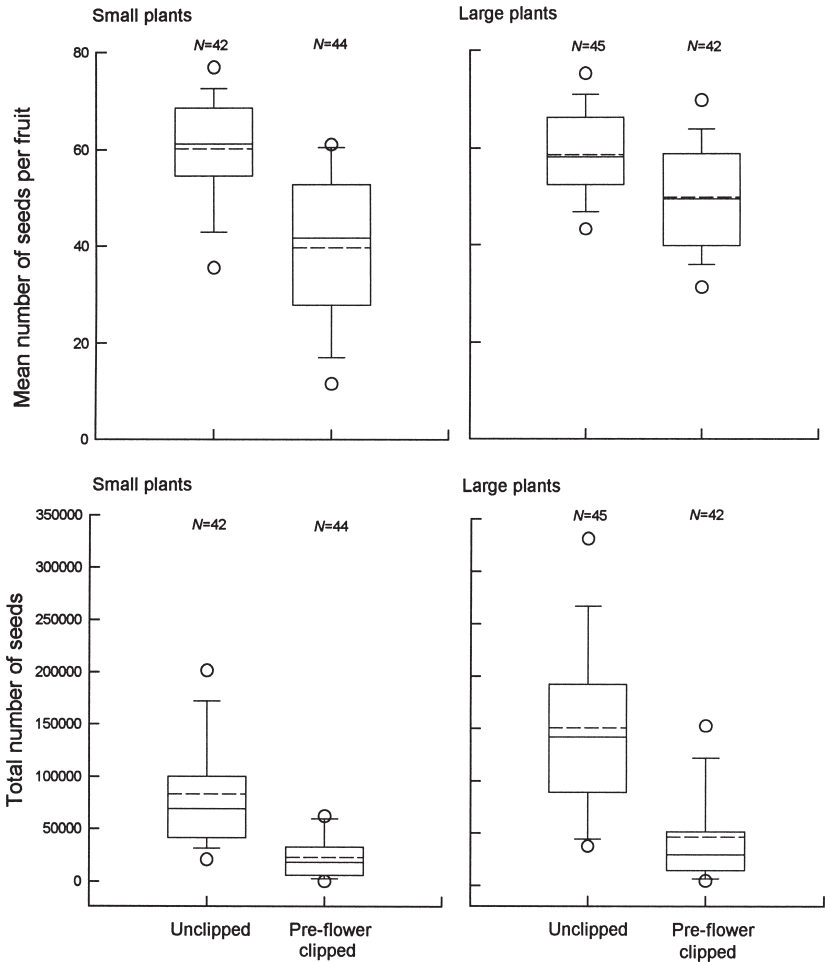 Small plants
Large plants
N=42
N=44
N=45
N=42
80
60
40
20
0
Mean number of seeds per fruit
Small plants
Large plants
N=42
N=44
N=45
N=42
350000
300000
250000
200000
150000
100000
50000
0
Total number of seeds
Unclipped
Pre-flower
clipped
Unclipped
Pre-flower
clipped